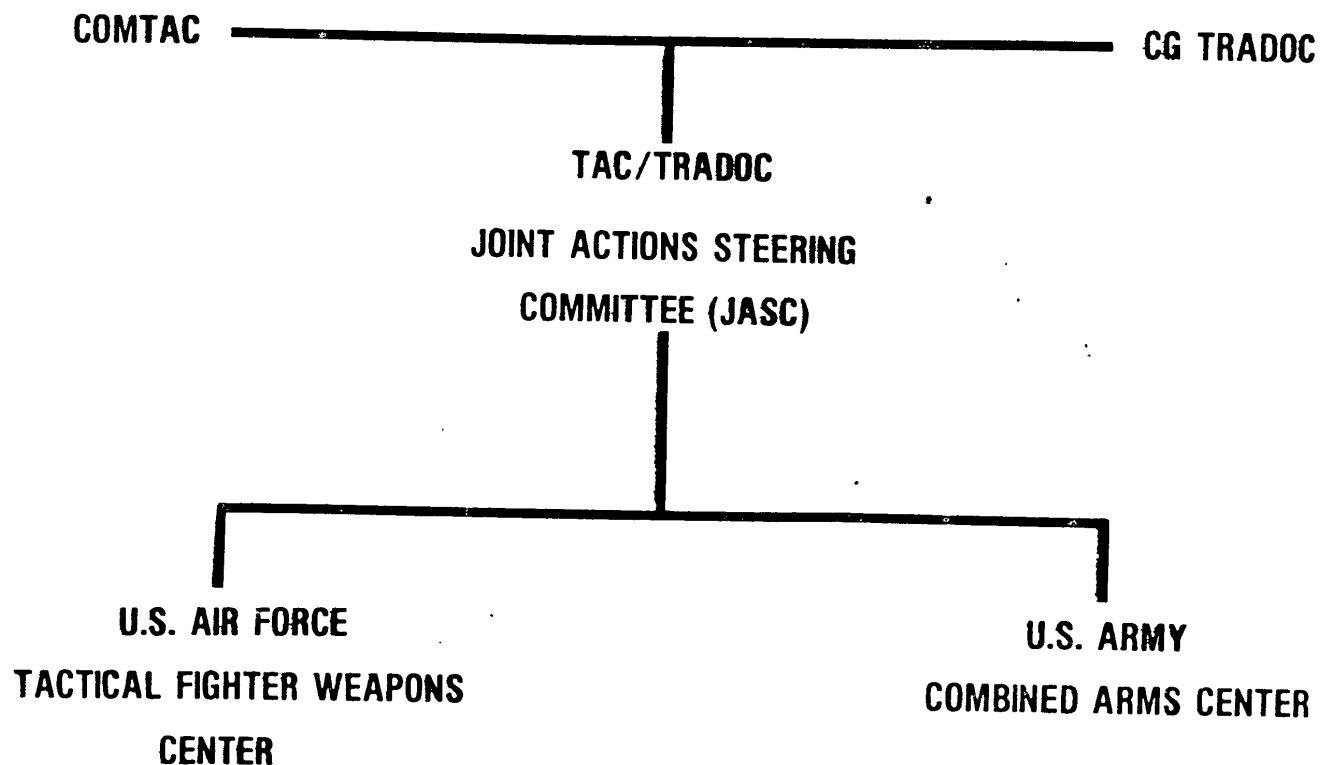 COMTAC
CG TRADOC
TAC/TRADOC
JOINT ACTIONS STEERING
COMMITTEE (JASC)
U.S. AIR FORCE
TACTICAL FIGHTER WEAPONS
CENTER
U.S. ARMY
COMBINED ARMS CENTER